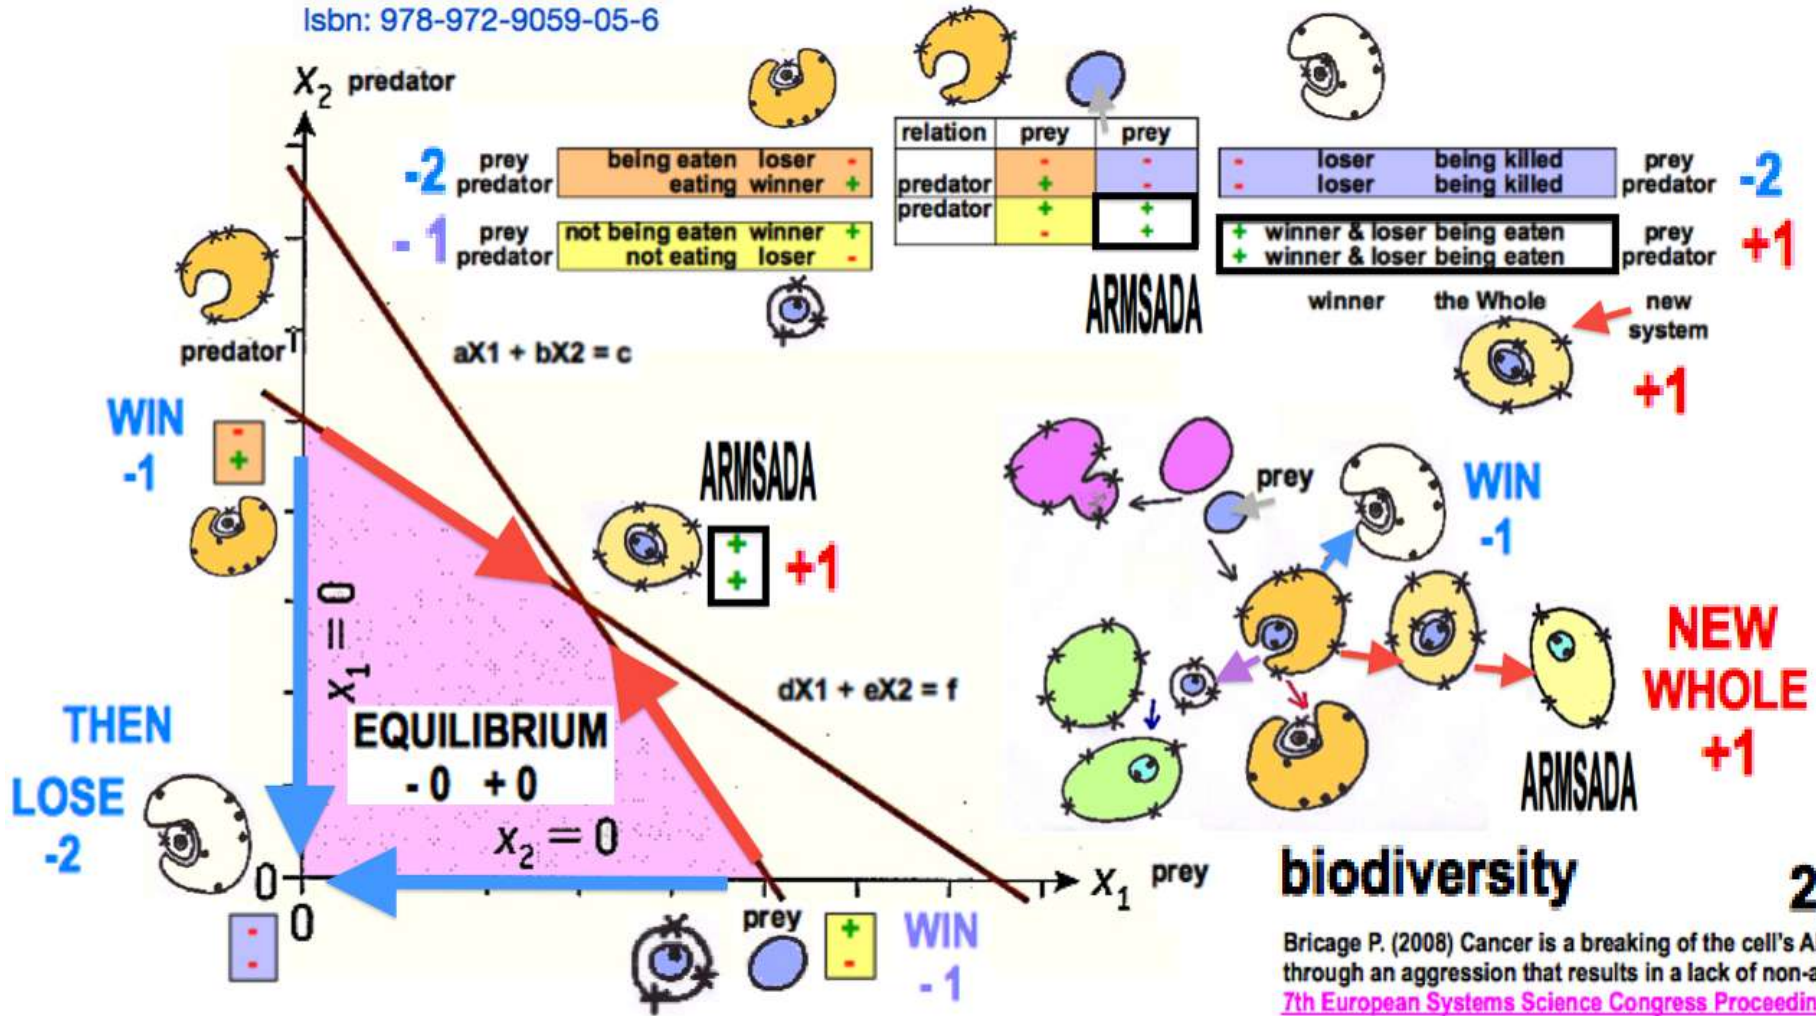 Isbn: 978-972-9059-05-6
X2 predator
relation prey prey
predator - + - -
predator + - + +
-2
prey being eaten loser -
predator eating winner +
- 1
prey not being eaten winner +
predator not eating loser -
- loser being killed prey
- loser being killed predator
-2
+ winner & loser being eaten prey
+ winner & loser being eaten predator
+1
ARMSADA
winner the Whole new
system
+1
predator
aX1 + bX2 = c
WIN
-1
-
+
ARMSADA
+
+
+1
prey
WIN
-1
x1 = 0
dX1 + eX2 = f
NEW
WHOLE
+1
ARMSADA
THEN
LOSE
-2
EQUILIBRIUM
- 0 + 0
x2 = 0
0
0
X1 prey
-
-
prey
+
-
WIN
- 1
biodiversity 2
Bricage P. (2008) Cancer is a breaking of the cell's
through an aggression that results in a lack of
7th European Systems Science Congress